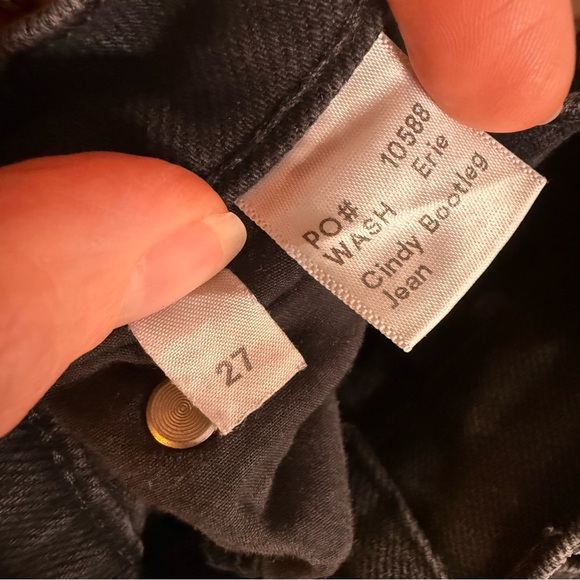 PO# 10588
WASH Erie
Cindy Bootleg
Jean
27